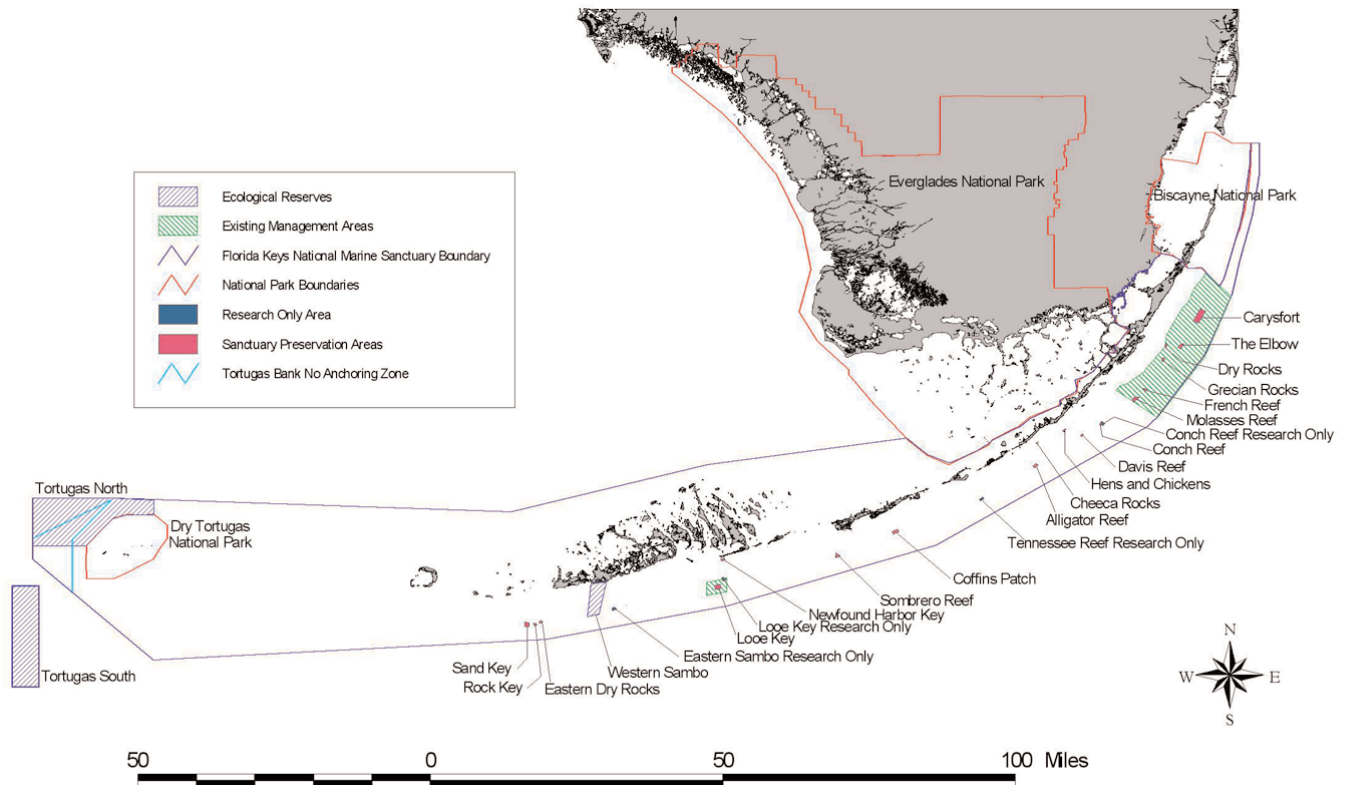 Ecological Reserves
Existing Management Areas
Florida Keys National Marine Sanctuary Boundary
National Park Boundaries
Research Only Area
Sanctuary Preservation Areas
Tortugas Bank No Anchoring Zone
Everglades National Park
Biscayne National Park
Carysfort
The Elbow
Dry Rocks
Grecian Rocks
French Reef
Molasses Reef
Conch Reef Research Only
Conch Reef
Davis Reef
Hens and Chickens
Cheeca Rocks
Alligator Reef
Tennessee Reef Research Only
Coffins Patch
Sombrero Reef
Newfound Harbor Key
Looe Key Research Only
Looe Key
Eastern Sambo Research Only
Western Sambo
Eastern Dry Rocks
Rock Key
Sand Key
Tortugas North
Dry Tortugas
National Park
Tortugas South
N
W E
S
50 0 50 100 Miles